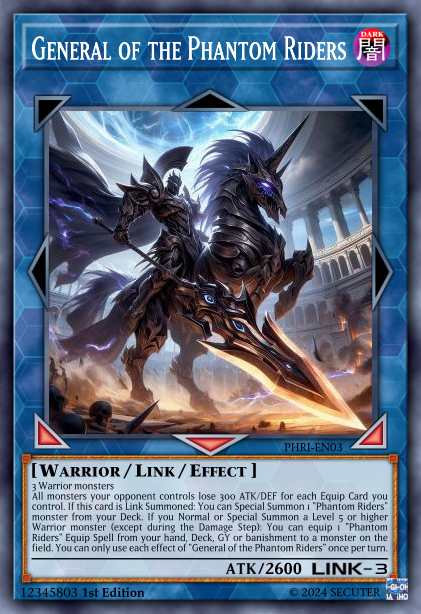 General of the Phantom Riders
DARK
闇
PHRI-EN03
[Warrior / Link / Effect]
3 Warrior monsters
All monsters your opponent controls lose 300 ATK/DEF for each Equip Card you
control. If this card is Link Summoned: You can Special Summon 1 "Phantom Riders"
monster from your Deck. If you Normal or Special Summon a Level 5 or higher
Warrior monster (except during the Damage Step): You can equip 1 "Phantom
Riders" Equip Spell from your hand, Deck, GY or banishment to a monster on the
field. You can only use each effect of "General of the Phantom Riders" once per turn.
ATK/2600 LINK-3
12345803 1st Edition © 2024 SECUTER